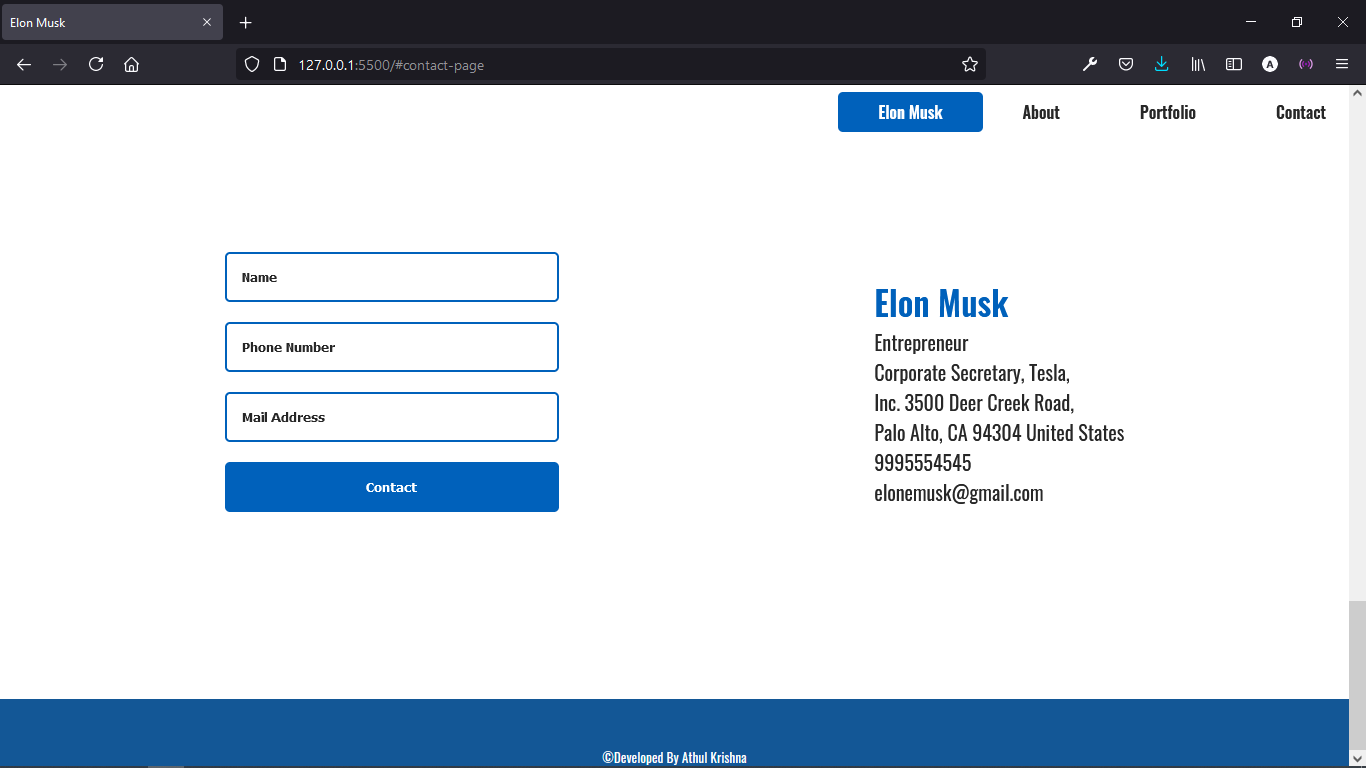 Elon Musk
127.0.0.1:5500/#contact-page
A
Elon Musk
About
Portfolio
Contact
Name
Phone Number
Mail Address
Contact
Elon Musk
Entrepreneur
Corporate Secretary, Tesla,
Inc. 3500 Deer Creek Road,
Palo Alto, CA 94304 United States
9995554545
elonemusk@gmail.com
©Developed By Athul Krishna